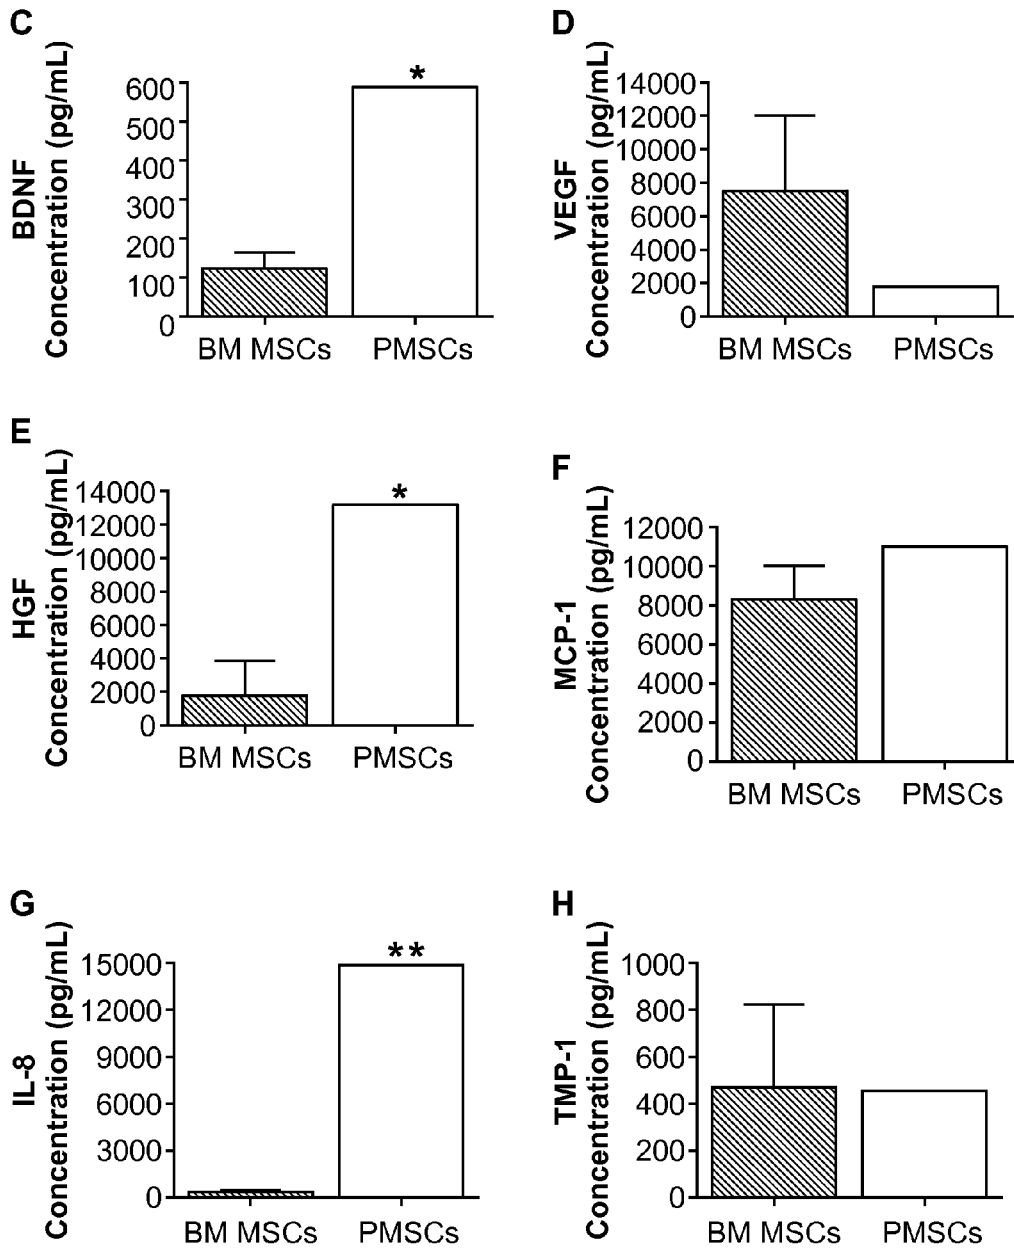 C
BDNF
Concentration (pg/mL)
600
500
400
300
200
100
0
*
BM MSCs
PMSCs
D
VEGF
Concentration (pg/mL)
14000
12000
10000
8000
6000
4000
2000
0
BM MSCs
PMSCs
E
HGF
Concentration (pg/mL)
14000
12000
10000
8000
6000
4000
2000
0
*
BM MSCs
PMSCs
F
MCP-1
Concentration (pg/mL)
12000
10000
8000
6000
4000
2000
0
BM MSCs
PMSCs
G
IL-8
Concentration (pg/mL)
15000
12000
9000
6000
3000
0
**
BM MSCs
PMSCs
H
TMP-1
Concentration (pg/mL)
1000
800
600
400
200
0
BM MSCs
PMSCs